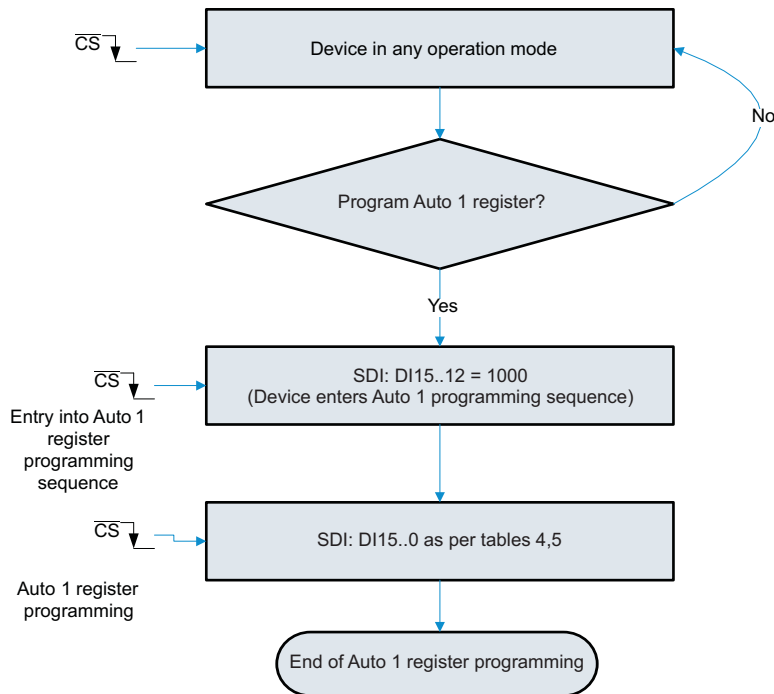 CS
Device in any operation mode
No
Program Auto 1 register?
Yes
CS
SDI: DI15..12 = 1000
(Device enters Auto 1 programming sequence)
Entry into Auto 1
register
programming
sequence
CS
SDI: DI15..0 as per tables 4,5
Auto 1 register
programming
End of Auto 1 register programming